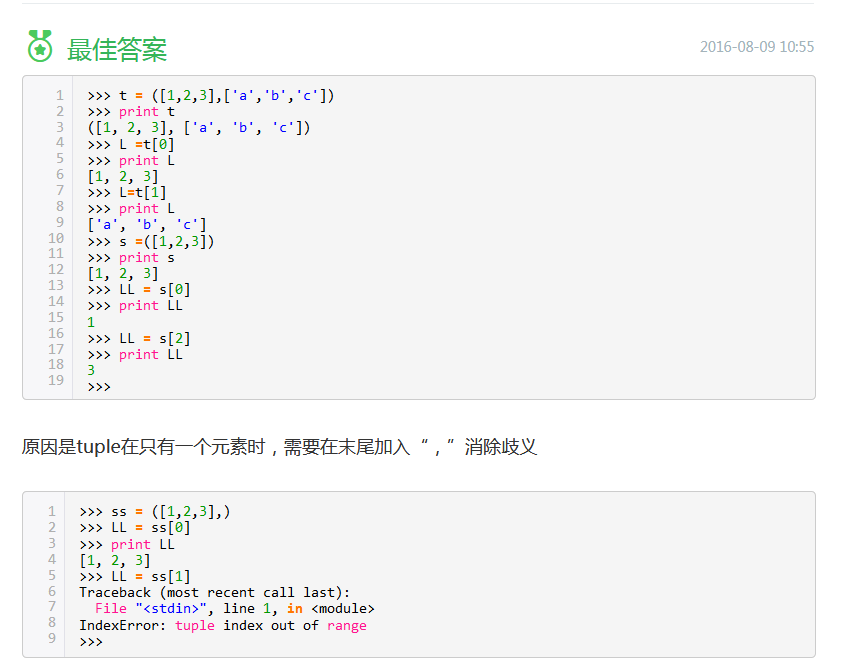 最佳答案
2016-08-09 10:55
1 >>> t = ([1,2,3],['a','b','c'])
2 >>> print t
3 ([1, 2, 3], ['a', 'b', 'c'])
4 >>> L =t[0]
5 >>> print L
6 [1, 2, 3]
7 >>> L=t[1]
8 >>> print L
9 ['a', 'b', 'c']
10 >>> s =([1,2,3])
11 >>> print s
12 [1, 2, 3]
13 >>> LL = s[0]
14 >>> print LL
15 1
16 >>> LL = s[2]
17 >>> print LL
18 3
19 >>>
原因是tuple在只有一个元素时，需要在末尾加入“，”消除歧义
1 >>> ss = ([1,2,3],)
2 >>> LL = ss[0]
3 >>> print LL
4 [1, 2, 3]
5 >>> LL = ss[1]
6 Traceback (most recent call last):
7   File "<stdin>", line 1, in <module>
8 IndexError: tuple index out of range
9 >>>